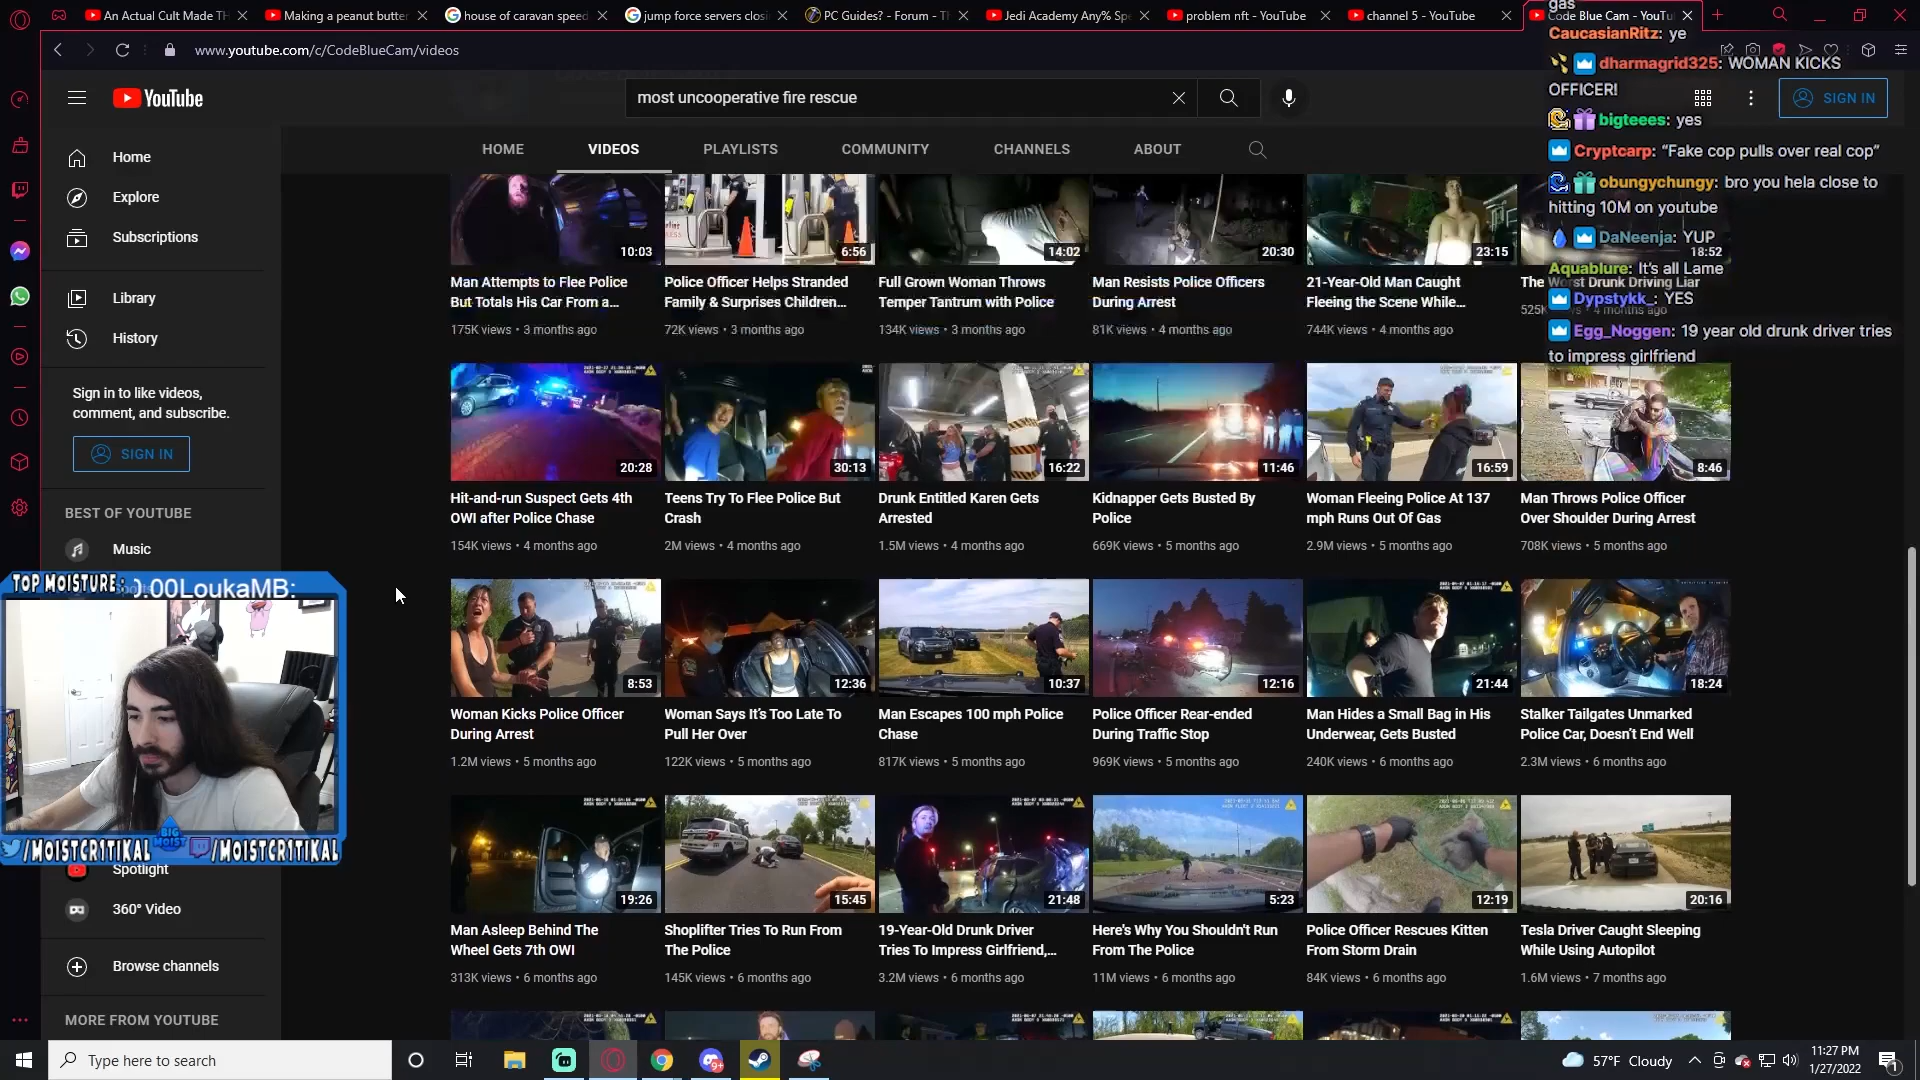 An Actual Cult Made TH
Making a peanut butter
house of caravan speed
jump force servers closi
PC Guides? - Forum - Th
Jedi Academy Any% Sp
problem nft - YouTube
channel 5 - YouTube
Code Blue Cam - YouTu
gas
www.youtube.com/c/CodeBlueCam/videos
CaucasianRitz: ye
dharmagrid325: WOMAN KICKS
OFFICER!
bigteees: yes
Cryptcarp: “Fake cop pulls over real cop”
obungychungy: bro you hela close to
hitting 10M on youtube
DaNeenja: YUP
Aquablure: It's all Lame
Dypstykk_: YES
Egg_Noggen: 19 year old drunk driver tries
to impress girlfriend
YouTube
most uncooperative fire rescue
SIGN IN
HOME
VIDEOS
PLAYLISTS
COMMUNITY
CHANNELS
ABOUT
Home
Explore
Subscriptions
Library
History
Sign in to like videos,
comment, and subscribe.
SIGN IN
BEST OF YOUTUBE
Music
Spotlight
360° Video
Browse channels
MORE FROM YOUTUBE
10:03
Man Attempts to Flee Police
But Totals His Car From a...
175K views • 3 months ago
6:56
Police Officer Helps Stranded
Family & Surprises Children...
72K views • 3 months ago
14:02
Full Grown Woman Throws
Temper Tantrum with Police
134K views • 3 months ago
20:30
Man Resists Police Officers
During Arrest
81K views • 4 months ago
23:15
21-Year-Old Man Caught
Fleeing the Scene While...
744K views • 4 months ago
18:52
The Worst Drunk Driving Liar
525K views • 4 months ago
20:28
Hit-and-run Suspect Gets 4th
OWI after Police Chase
154K views • 4 months ago
30:13
Teens Try To Flee Police But
Crash
2M views • 4 months ago
16:22
Drunk Entitled Karen Gets
Arrested
1.5M views • 4 months ago
11:46
Kidnapper Gets Busted By
Police
669K views • 5 months ago
16:59
Woman Fleeing Police At 137
mph Runs Out Of Gas
2.9M views • 5 months ago
8:46
Man Throws Police Officer
Over Shoulder During Arrest
708K views • 5 months ago
8:53
Woman Kicks Police Officer
During Arrest
1.2M views • 5 months ago
12:36
Woman Says It’s Too Late To
Pull Her Over
122K views • 5 months ago
10:37
Man Escapes 100 mph Police
Chase
817K views • 5 months ago
12:16
Police Officer Rear-ended
During Traffic Stop
969K views • 5 months ago
21:44
Man Hides a Small Bag in His
Underwear, Gets Busted
240K views • 6 months ago
18:24
Stalker Tailgates Unmarked
Police Car, Doesn’t End Well
2.3M views • 6 months ago
19:26
Man Asleep Behind The
Wheel Gets 7th OWI
313K views • 6 months ago
15:45
Shoplifter Tries To Run From
The Police
145K views • 6 months ago
21:48
19-Year-Old Drunk Driver
Tries To Impress Girlfriend,...
3.2M views • 6 months ago
5:23
Here's Why You Shouldn't Run
From The Police
11M views • 6 months ago
12:19
Police Officer Rescues Kitten
From Storm Drain
84K views • 6 months ago
20:16
Tesla Driver Caught Sleeping
While Using Autopilot
1.6M views • 7 months ago
TOP MOISTURE:
0.00LoukaMB:
/MOISTCR1TIKAL
BIG
MOIST
/MOISTCR1TIKAL
Type here to search
57°F Cloudy
11:27 PM
1/27/2022